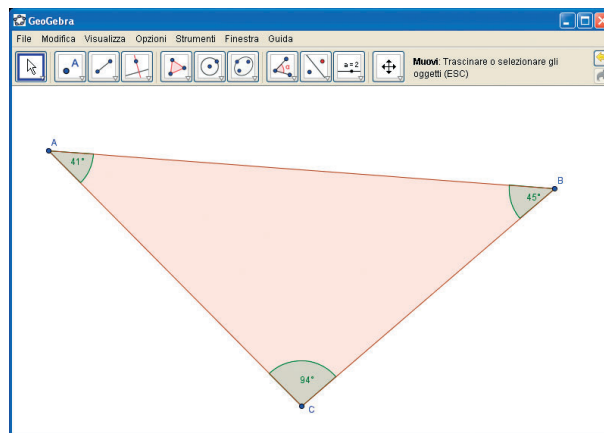 GeoGebra
File Modifica Visualizza Opzioni Strumenti Finestra Guida
A
α
a=2
Muovi: Trascinare o selezionare gli
oggetti (ESC)
A
41°
B
45°
94°
C